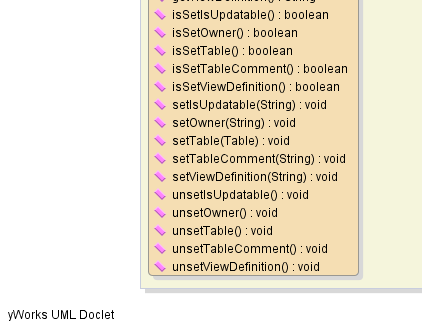 isSetIsUpdatable() : boolean
isSetOwner() : boolean
isSetTable() : boolean
isSetTableComment() : boolean
isSetViewDefinition() : boolean
setIsUpdatable(String) : void
setOwner(String) : void
setTable(Table) : void
setTableComment(String) : void
setViewDefinition(String) : void
unsetIsUpdatable() : void
unsetOwner() : void
unsetTable() : void
unsetTableComment() : void
unsetViewDefinition() : void
yWorks UML Doclet